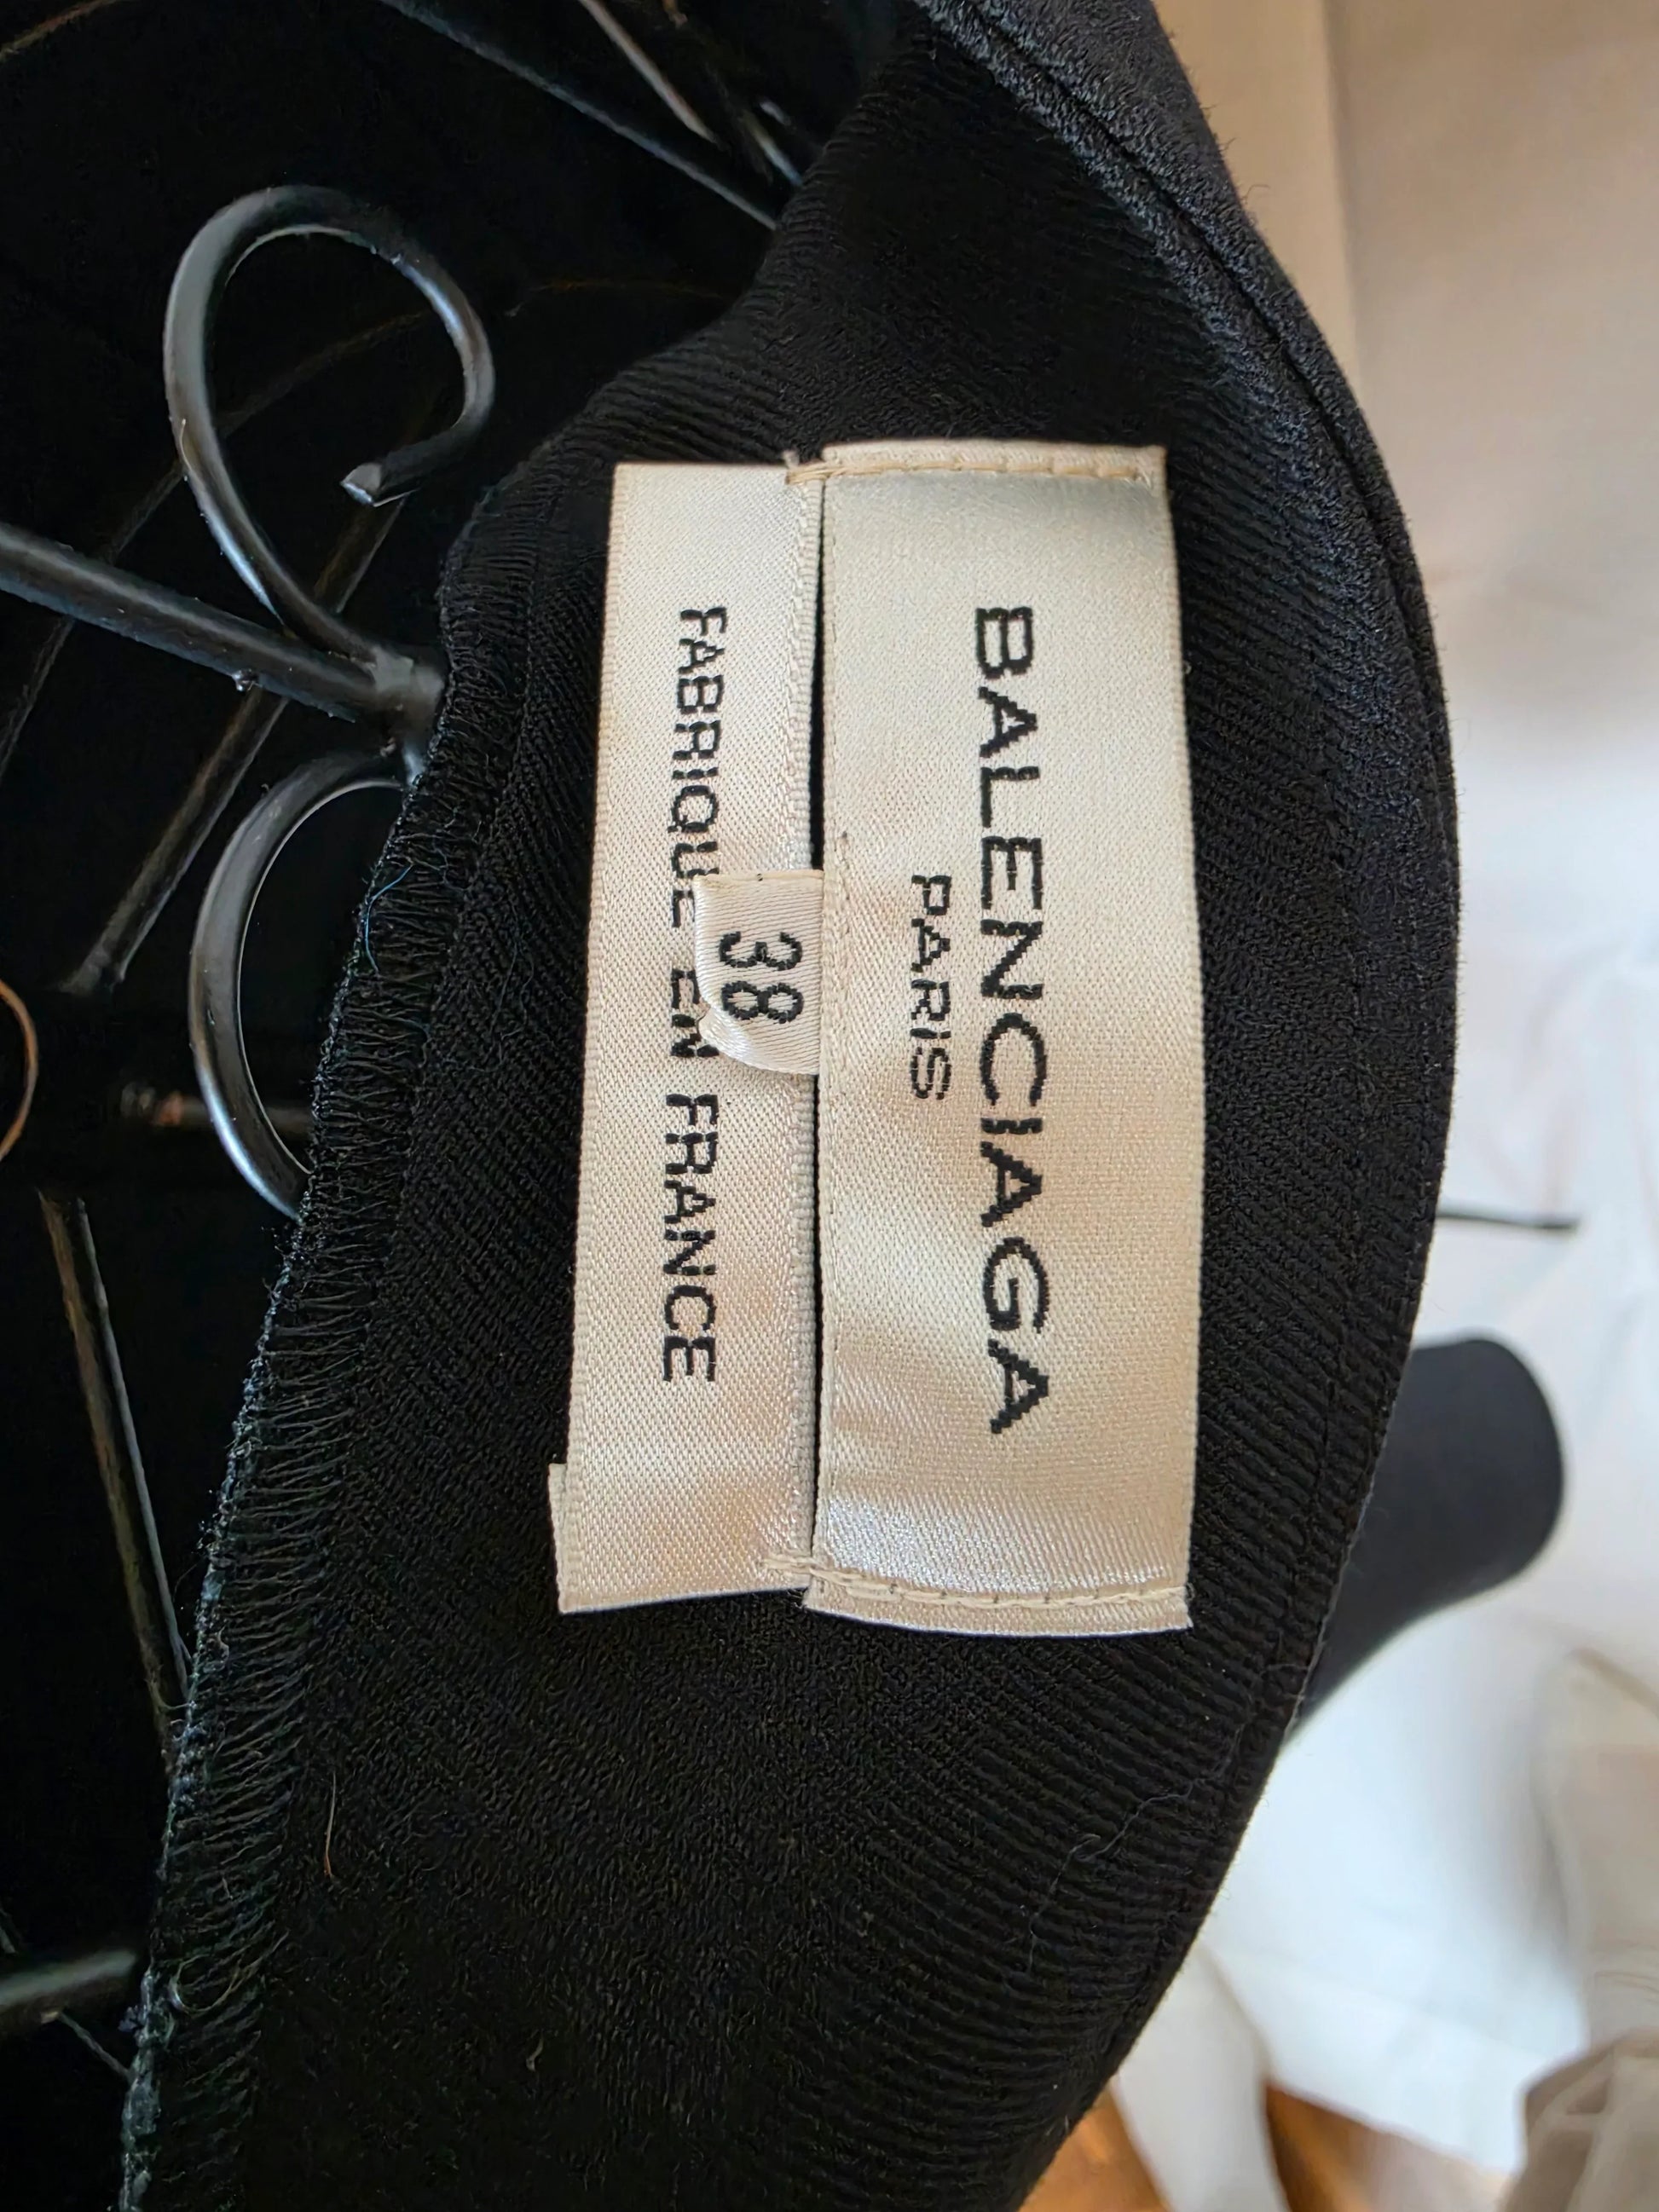 BALENCIAGA
PARIS
38
FABRIQUE EN FRANCE